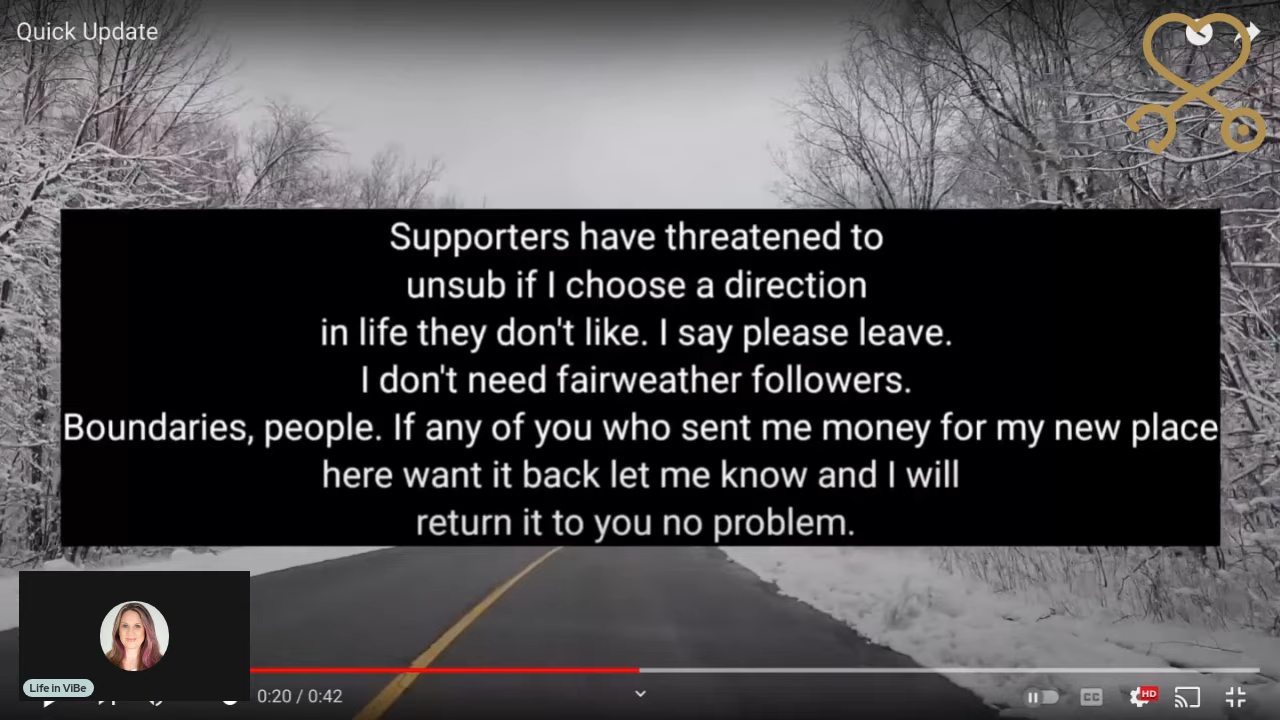 Quick Update
Supporters have threatened to
unsub if I choose a direction
in life they don't like. I say please leave.
I don't need fairweather followers.
Boundaries, people. If any of you who sent me money for my new place
here want it back let me know and I will
return it to you no problem.
Life in ViBe
0:20 / 0:42
CC
HD